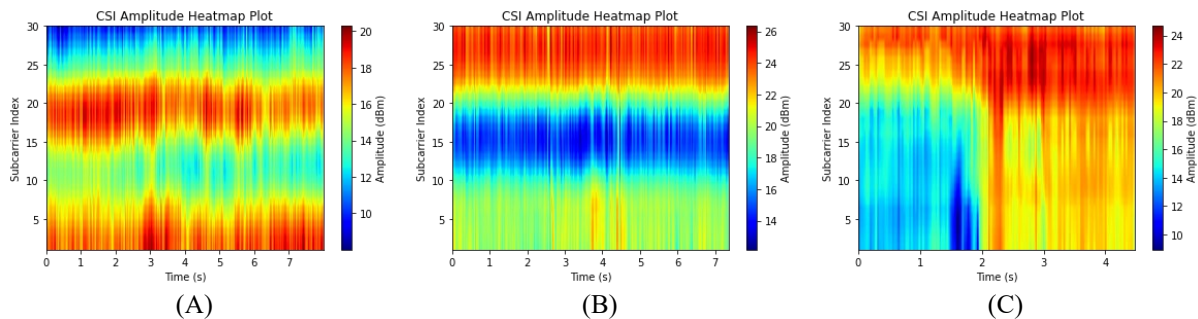 CSI Amplitude Heatmap Plot
30
25
20
15
10
5
Subcarrier Index
0 1 2 3 4 5 6 7
Time (s)
20
18
16
14
12
10
Amplitude (dBm)
(A)
CSI Amplitude Heatmap Plot
30
25
20
15
10
5
Subcarrier Index
0 1 2 3 4 5 6 7
Time (s)
26
24
22
20
18
16
14
Amplitude (dBm)
(B)
CSI Amplitude Heatmap Plot
30
25
20
15
10
5
Subcarrier Index
0 1 2 3 4
Time (s)
24
22
20
18
16
14
12
10
Amplitude (dBm)
(C)